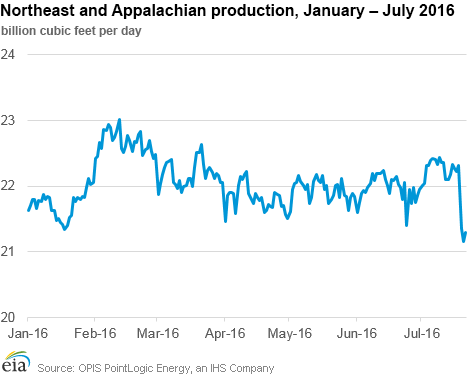 Northeast and Appalachian production, January – July 2016
billion cubic feet per day
24
23
22
21
20
Jan-16 Feb-16 Mar-16 Apr-16 May-16 Jun-16 Jul-16
eia Source: OPIS PointLogic Energy, an IHS Company